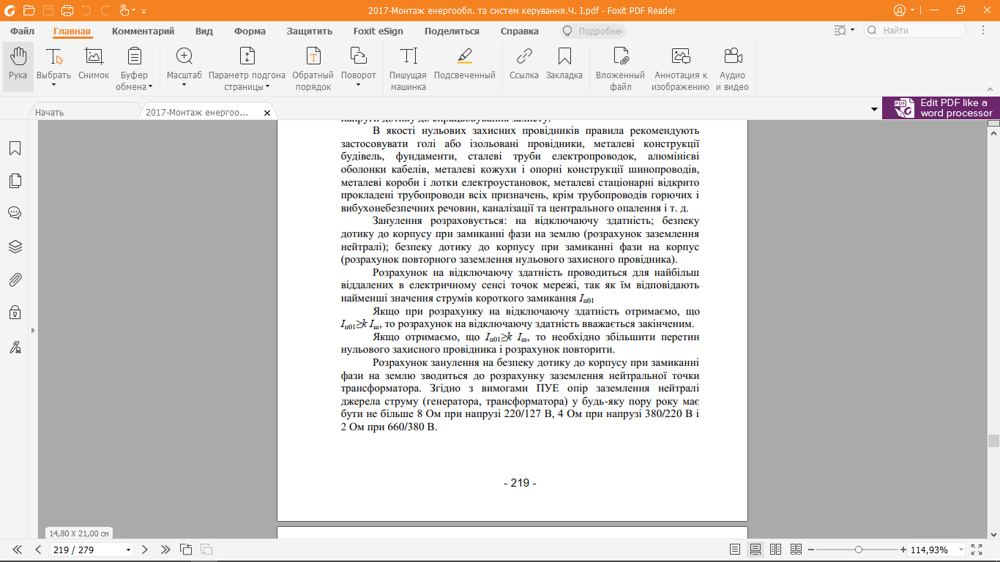 2017-Монтаж енергообл. та систем керування.Ч. I.pdf - Foxit PDF Reader
Файл Главная Комментарий Вид Форма Защитить Foxit eSign Поделиться Справка Подробнее Найти
Рука Выбрать Снимок Буфер обмена Масштаб Параметр подгона страницы Обратный порядок Поворот Пишущая машинка Подсвеченный Ссылка Закладка Вложенный файл Аннотация к изображению Аудио и видео
Начать 2017-Монтаж енергоо... Edit PDF like a word processor
напруги дотику до спрацьовування захисту.
В якості нульових захисних провідників правила рекомендують
застосовувати голі або ізольовані провідники, металеві конструкції
будівель, фундаменти, сталеві труби електропроводок, алюмінієві
оболонки кабелів, металеві кожухи і опорні конструкції шинопроводів,
металеві короби і лотки електроустановок, металеві стаціонарні відкрито
прокладені трубопроводи всіх призначень, крім трубопроводів горючих і
вибухонебезпечних речовин, каналізації та центрального опалення і т. д.
Занулення розраховується: на відключаючу здатність; безпеку
дотику до корпусу при замиканні фази на землю (розрахунок заземлення
нейтралі); безпеку дотику до корпусу при замиканні фази на корпус
(розрахунок повторного заземлення нульового захисного провідника).
Розрахунок на відключаючу здатність проводиться для найбільш
віддалених в електричному сенсі точок мережі, так як їм відповідають
найменші значення струмів короткого замикання Iп01
Якщо при розрахунку на відключаючу здатність отримаємо, що
Iп01≥k Iш, то розрахунок на відключаючу здатність вважається закінченим.
Якщо отримаємо, що Iп01≥k Iш, то необхідно збільшити перетин
нульового захисного провідника і розрахунок повторити.
Розрахунок занулення на безпеку дотику до корпусу при замиканні
фази на землю зводиться до розрахунку заземлення нейтральної точки
трансформатора. Згідно з вимогами ПУЕ опір заземлення нейтралі
джерела струму (генератора, трансформатора) у будь-яку пору року має
бути не більше 8 Ом при напрузі 220/127 В, 4 Ом при напрузі 380/220 В і
2 Ом при 660/380 В.
- 219 -
14,80 X 21,00 см
219 / 279 114,93%